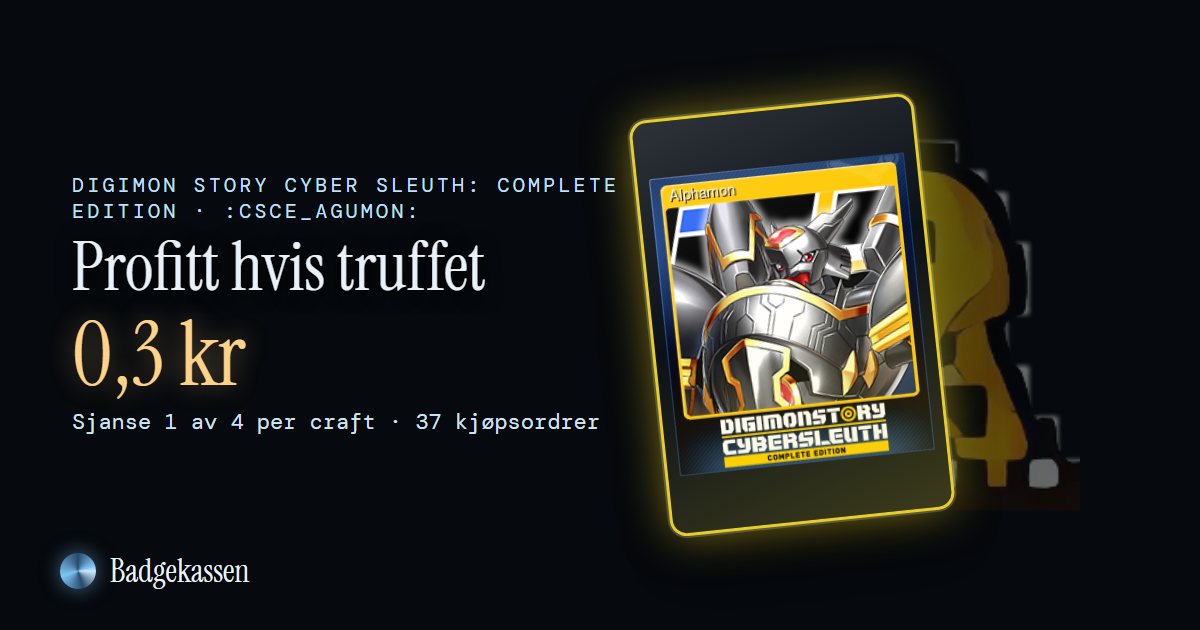 DIGIMON STORY CYBER SLEUTH: COMPLETE
EDITION · :CSCE_AGUMON:
Profitt hvis truffet
0,3 kr
Sjanse 1 av 4 per craft · 37 kjøpsordrer
Alphamon
DIGIMONSTORY
CYBERSLEUTH
COMPLETE EDITION
Badgekassen